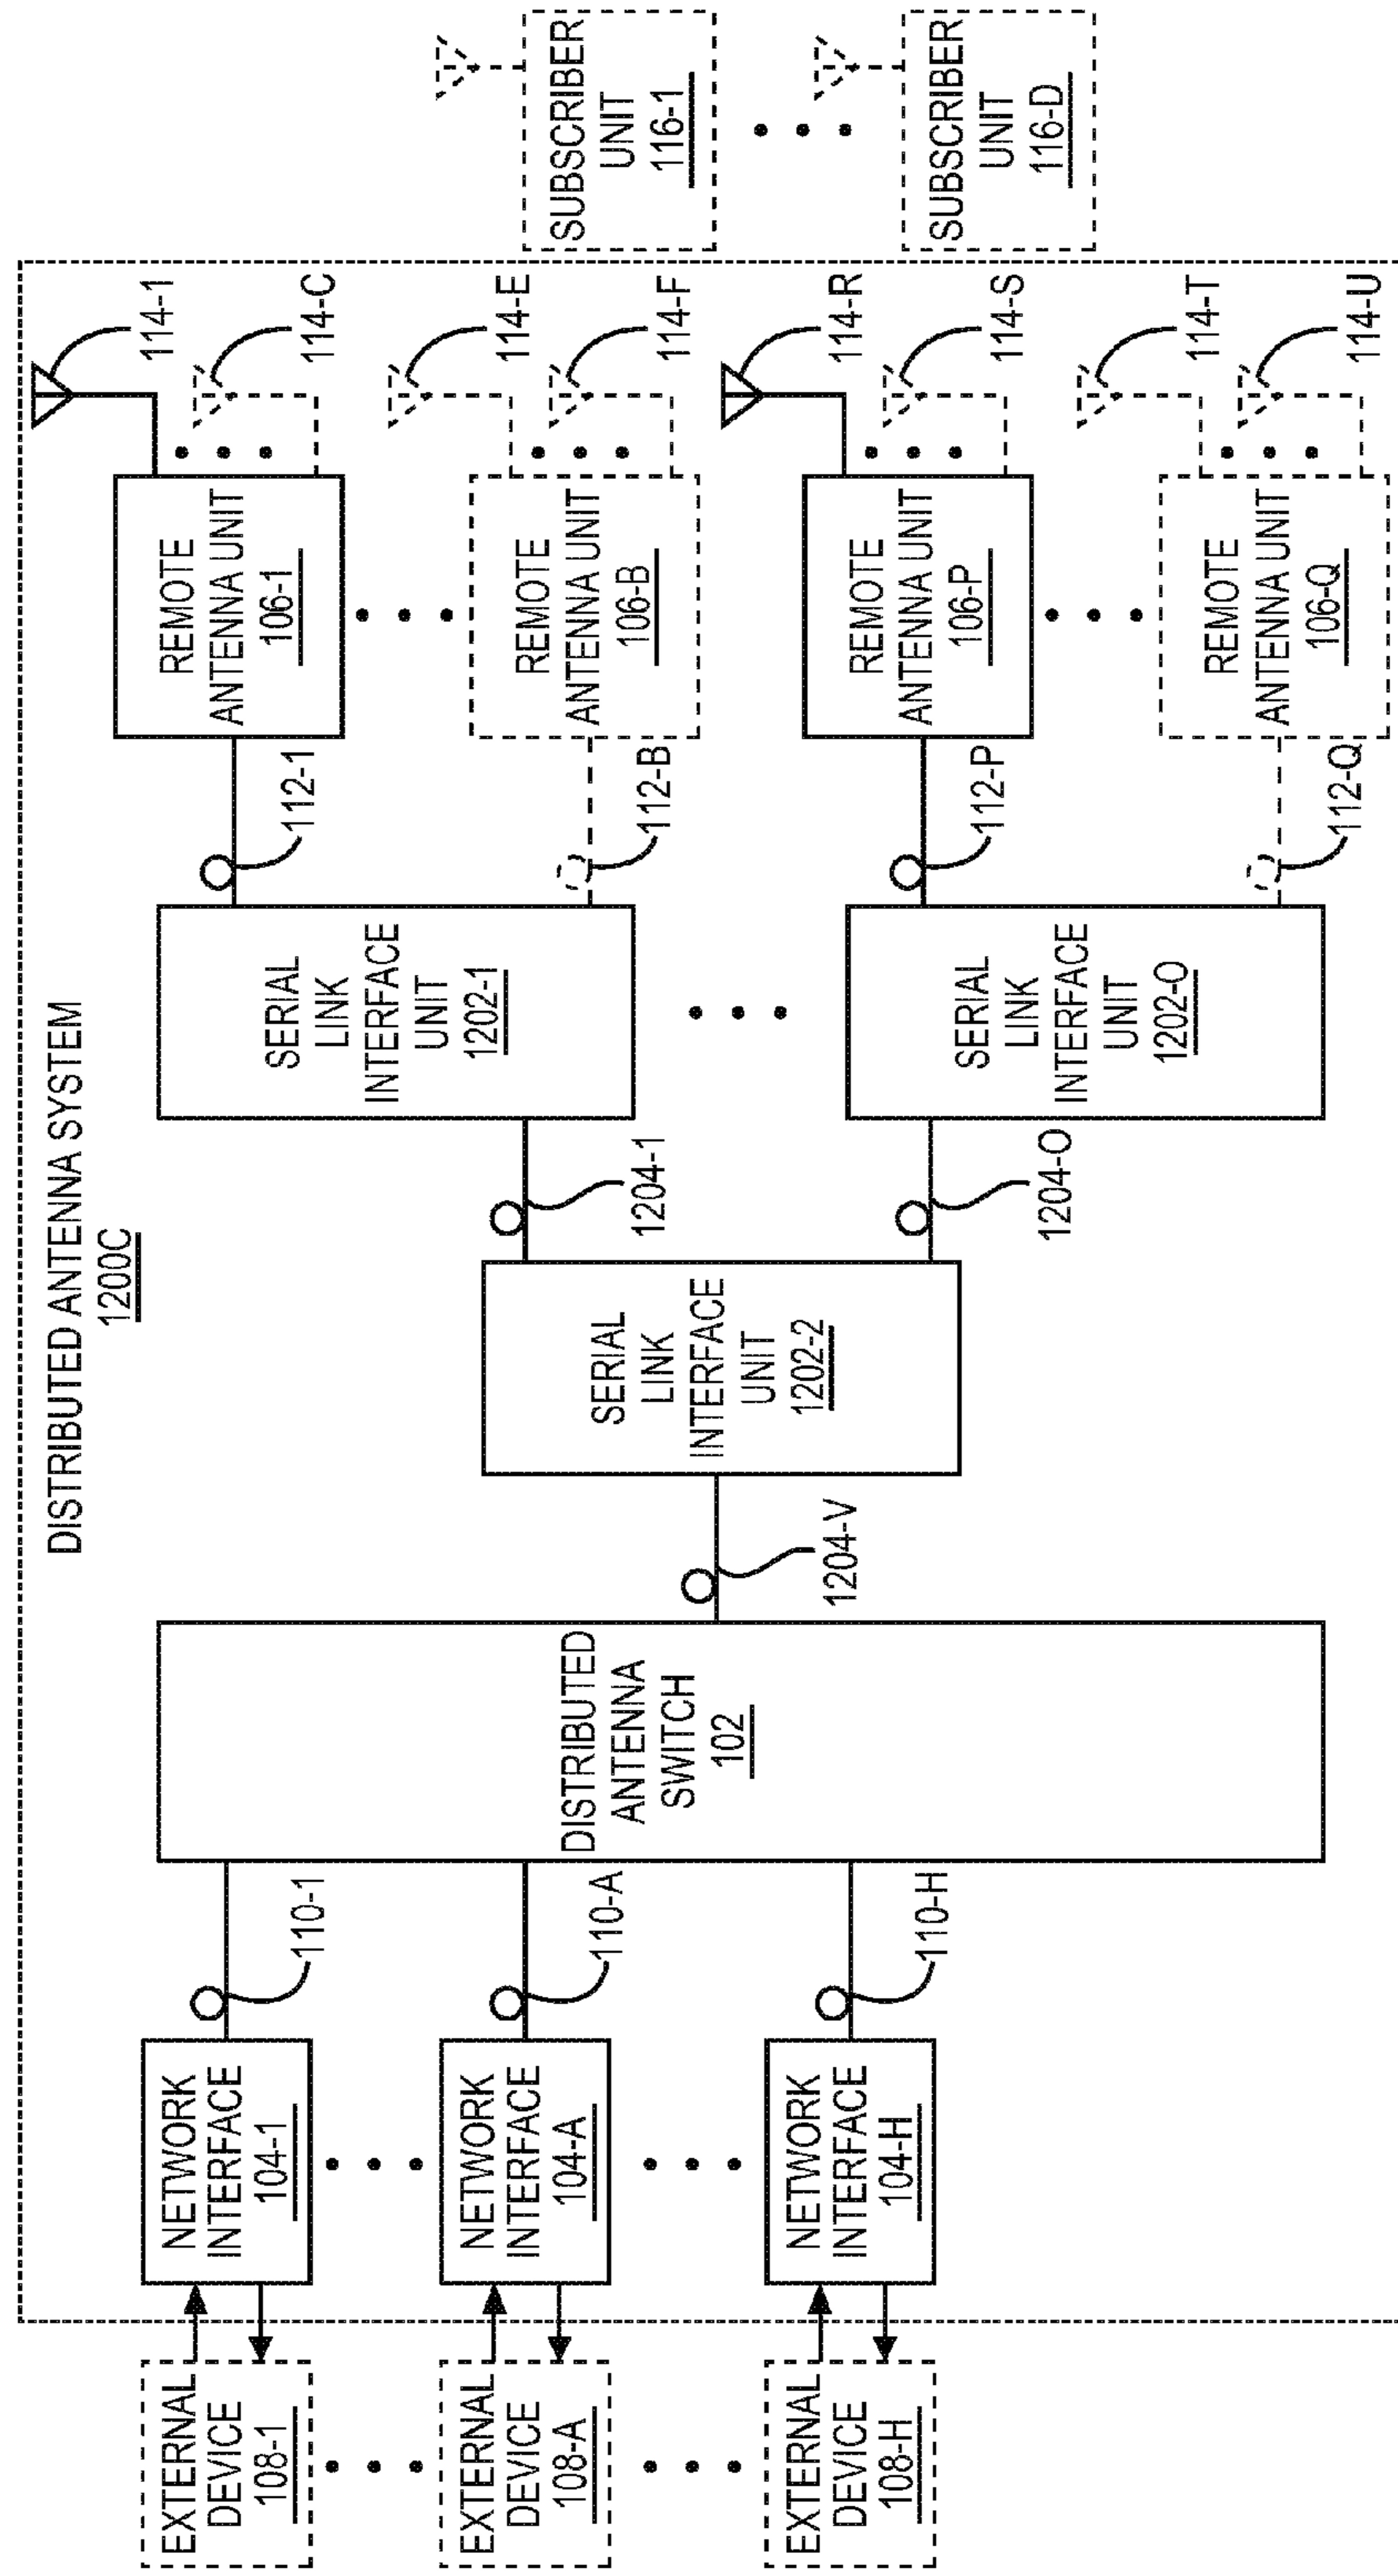 DISTRIBUTED ANTENNA SYSTEM
1200C
EXTERNAL
DEVICE
108-1
EXTERNAL
DEVICE
108-A
EXTERNAL
DEVICE
108-H
NETWORK
INTERFACE
104-1
NETWORK
INTERFACE
104-A
NETWORK
INTERFACE
104-H
110-1
110-A
110-H
DISTRIBUTED
ANTENNA
SWITCH
102
1204-V
SERIAL
LINK
INTERFACE
UNIT
1202-2
1204-1
1204-O
SERIAL
LINK
INTERFACE
UNIT
1202-1
SERIAL
LINK
INTERFACE
UNIT
1202-O
112-1
112-B
112-P
112-Q
REMOTE
ANTENNA UNIT
106-1
REMOTE
ANTENNA UNIT
106-B
REMOTE
ANTENNA UNIT
106-P
REMOTE
ANTENNA UNIT
106-Q
114-1
114-C
114-E
114-F
114-R
114-S
114-T
114-U
SUBSCRIBER
UNIT
116-1
SUBSCRIBER
UNIT
116-D